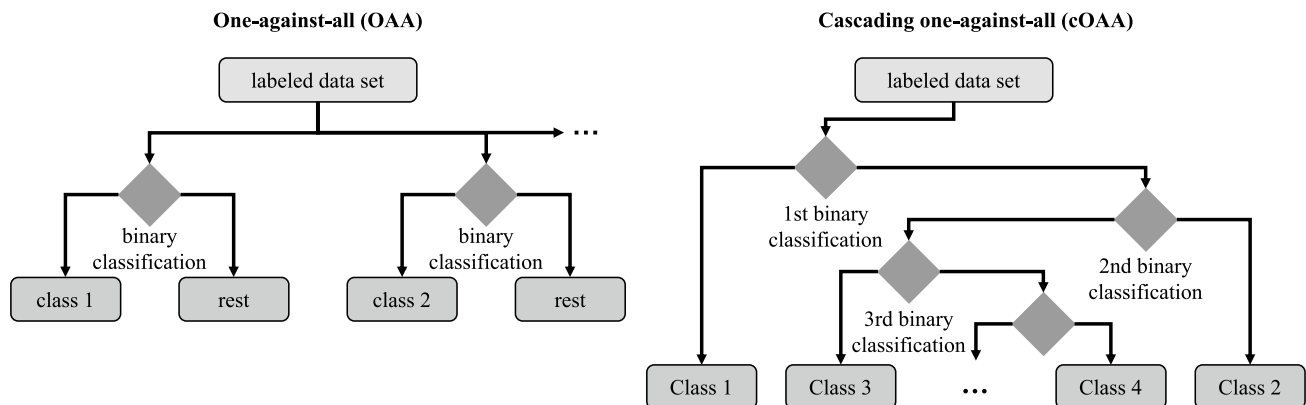 One-against-all (OAA)
labeled data set
...
binary
classification
binary
classification
class 1
rest
class 2
rest
Cascading one-against-all (cOAA)
labeled data set
1st binary
classification
2nd binary
classification
3rd binary
classification
Class 1
Class 3
...
Class 4
Class 2